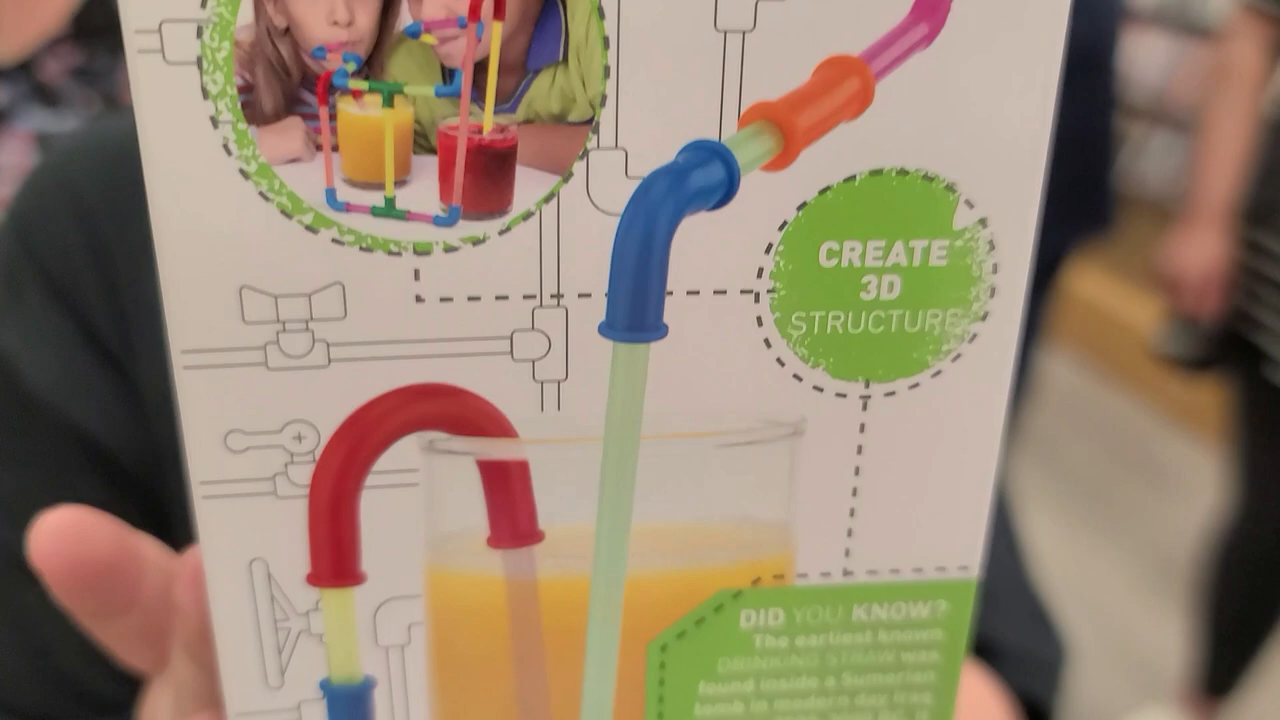 CREATE
3D
STRUCTURE
DID YOU KNOW?
The earliest known
DRINKING STRAW was
found inside a Sumerian
tomb in modern day Iraq